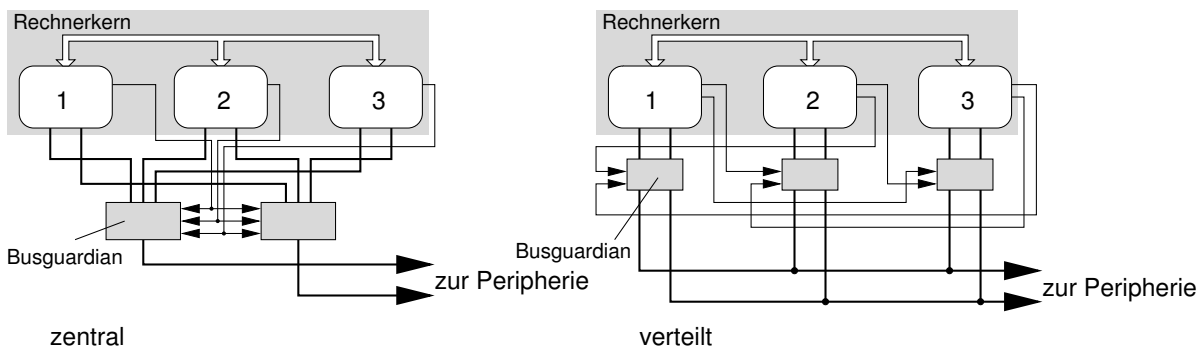 Rechnerkern
1
2
3
Busguardian
zur Peripherie
zentral
Rechnerkern
1
2
3
Busguardian
zur Peripherie
verteilt